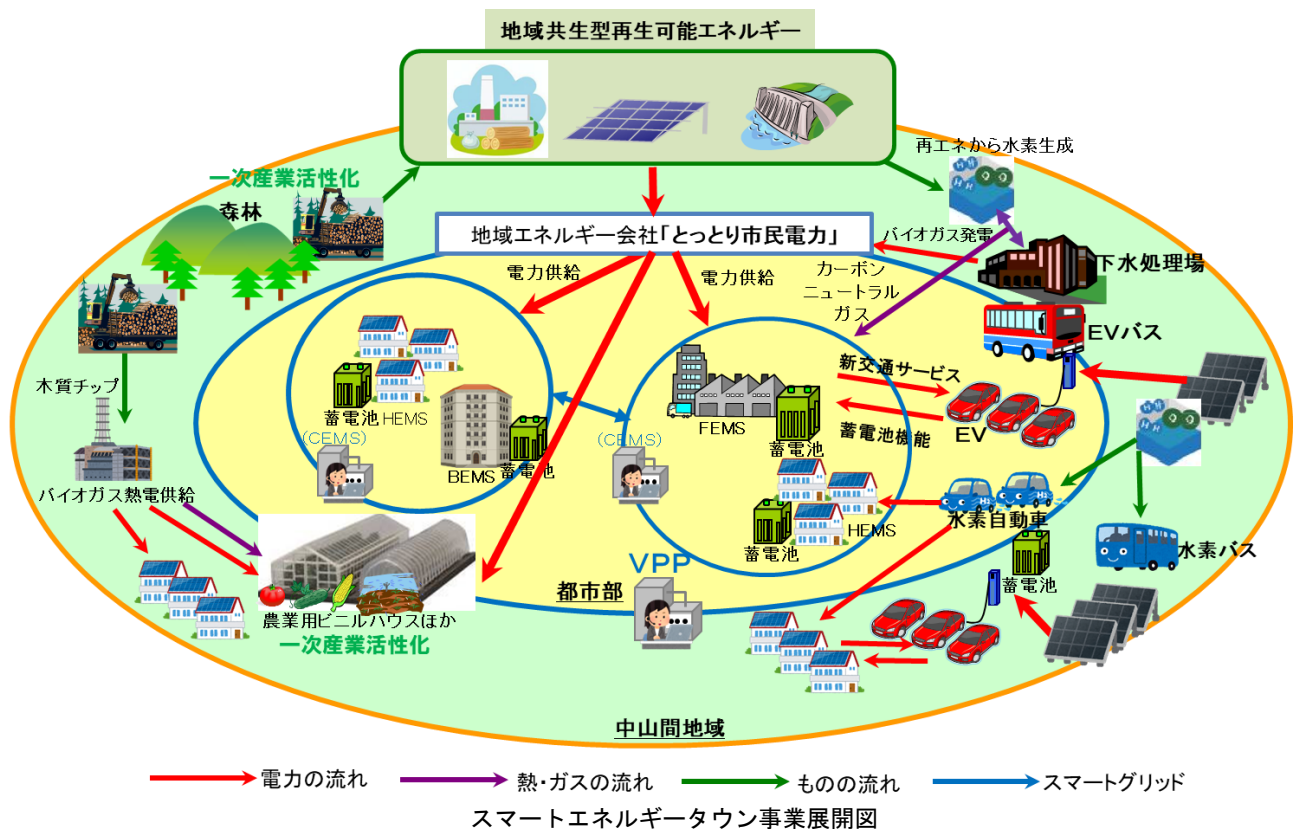 地域共生型再生可能エネルギー
再エネから水素生成
一次産業活性化
森林
地域エネルギー会社「とっとり市民電力」
バイオガス発電
下水処理場
電力供給
電力供給
カーボン
ニュートラル
ガス
EVバス
木質チップ
新交通サービス
蓄電池
HEMS
FEMS
EV
蓄電池機能
(CEMS)
BEMS
蓄電池
(CEMS)
蓄電池
バイオガス熱電供給
水素自動車
蓄電池
HEMS
水素バス
VPP
蓄電池
都市部
農業用ビニルハウスほか
一次産業活性化
中山間地域
電力の流れ
熱・ガスの流れ
ものの流れ
スマートグリッド
スマートエネルギータウン事業展開図